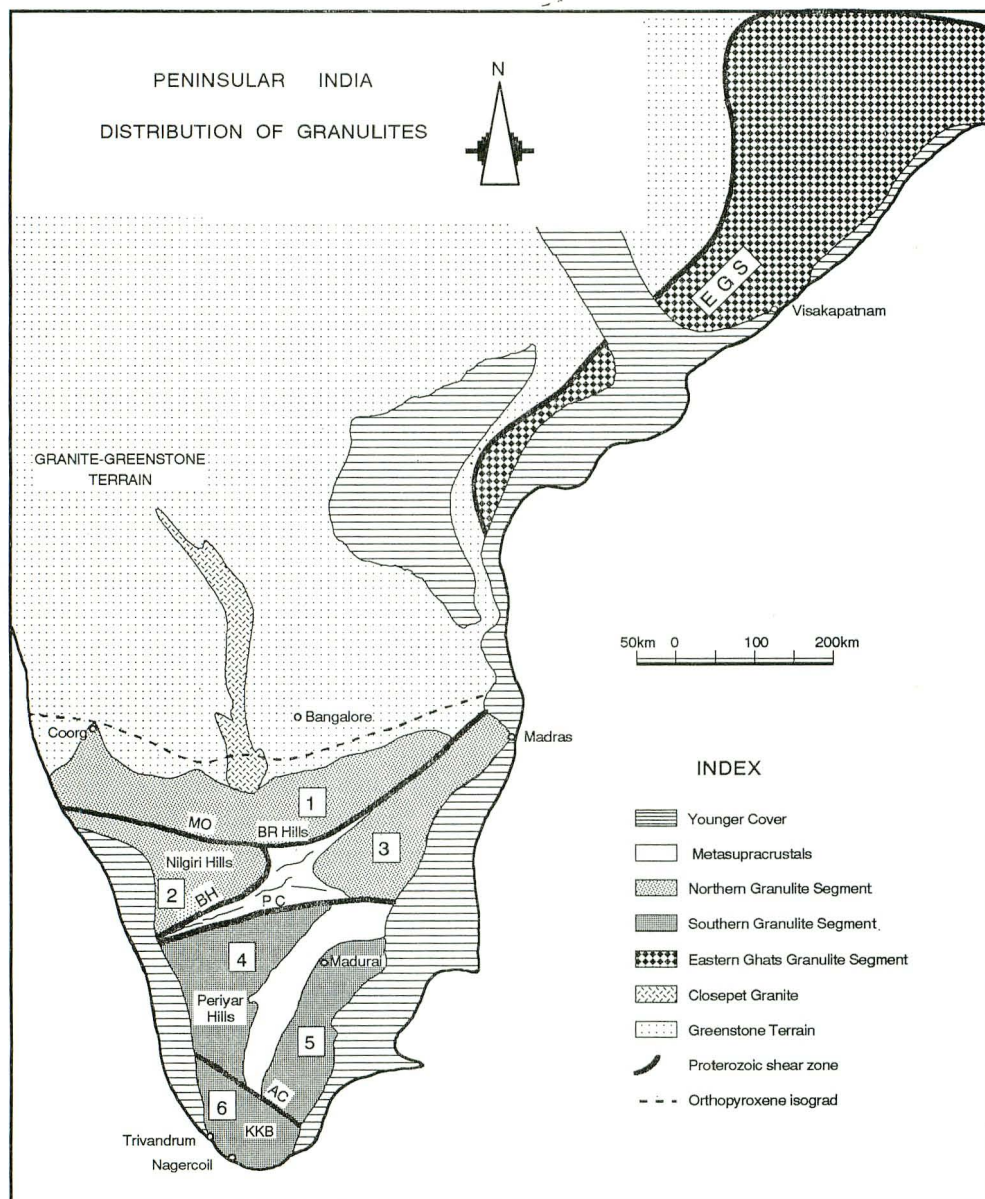 PENINSULAR INDIA
DISTRIBUTION OF GRANULITES
N
EGS
Visakapatnam
GRANITE-GREENSTONE
TERRAIN
50km 0 100 200km
Bangalore
Coorg
Madras
1
MO
BR Hills
3
Nilgiri Hills
2
BH
PC
4
Madurai
Periyar
Hills
5
AC
6
KKB
Trivandrum
Nagercoil
INDEX
Younger Cover
Metasupracrustals
Northern Granulite Segment
Southern Granulite Segment
Eastern Ghats Granulite Segment
Closepet Granite
Greenstone Terrain
Proterozoic shear zone
Orthopyroxene isograd